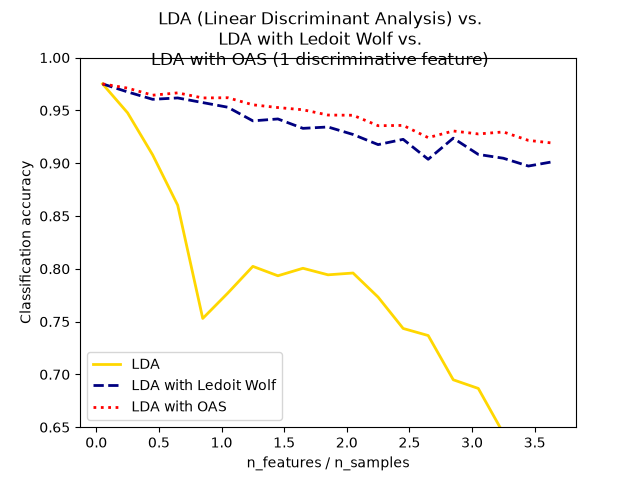 LDA (Linear Discriminant Analysis) vs.
LDA with Ledoit Wolf vs.
LDA with OAS (1 discriminative feature)
1.00
0.95
0.90
0.85
0.80
0.75
0.70
0.65
Classification accuracy
LDA
LDA with Ledoit Wolf
LDA with OAS
0.0 0.5 1.0 1.5 2.0 2.5 3.0 3.5
n_features / n_samples